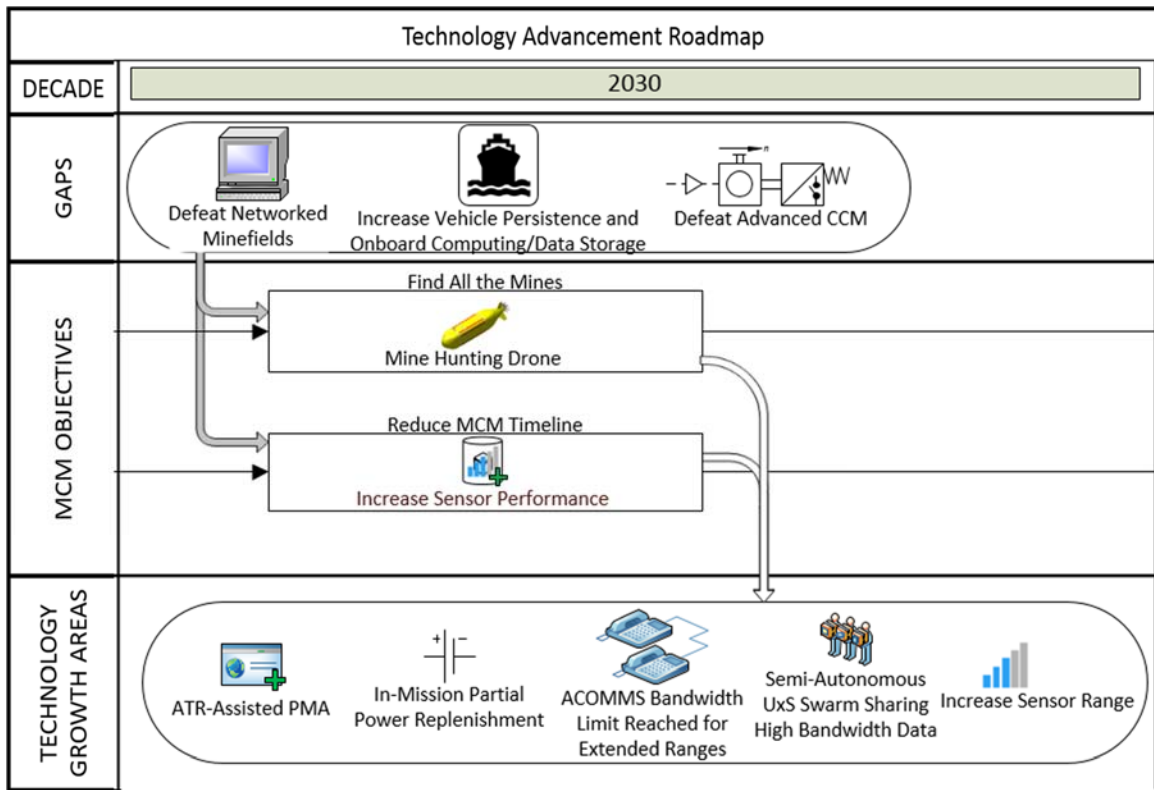 Technology Advancement Roadmap
DECADE
2030
GAPS
Defeat Networked
Minefields
Increase Vehicle Persistence and
Onboard Computing/Data Storage
n
Defeat Advanced CCM
MCM OBJECTIVES
Find All the Mines
Mine Hunting Drone
Reduce MCM Timeline
Increase Sensor Performance
TECHNOLOGY
GROWTH AREAS
ATR-Assisted PMA
+ -
In-Mission Partial
Power Replenishment
ACOMMS Bandwidth
Limit Reached for
Extended Ranges
Semi-Autonomous
UxS Swarm Sharing
High Bandwidth Data
Increase Sensor Range